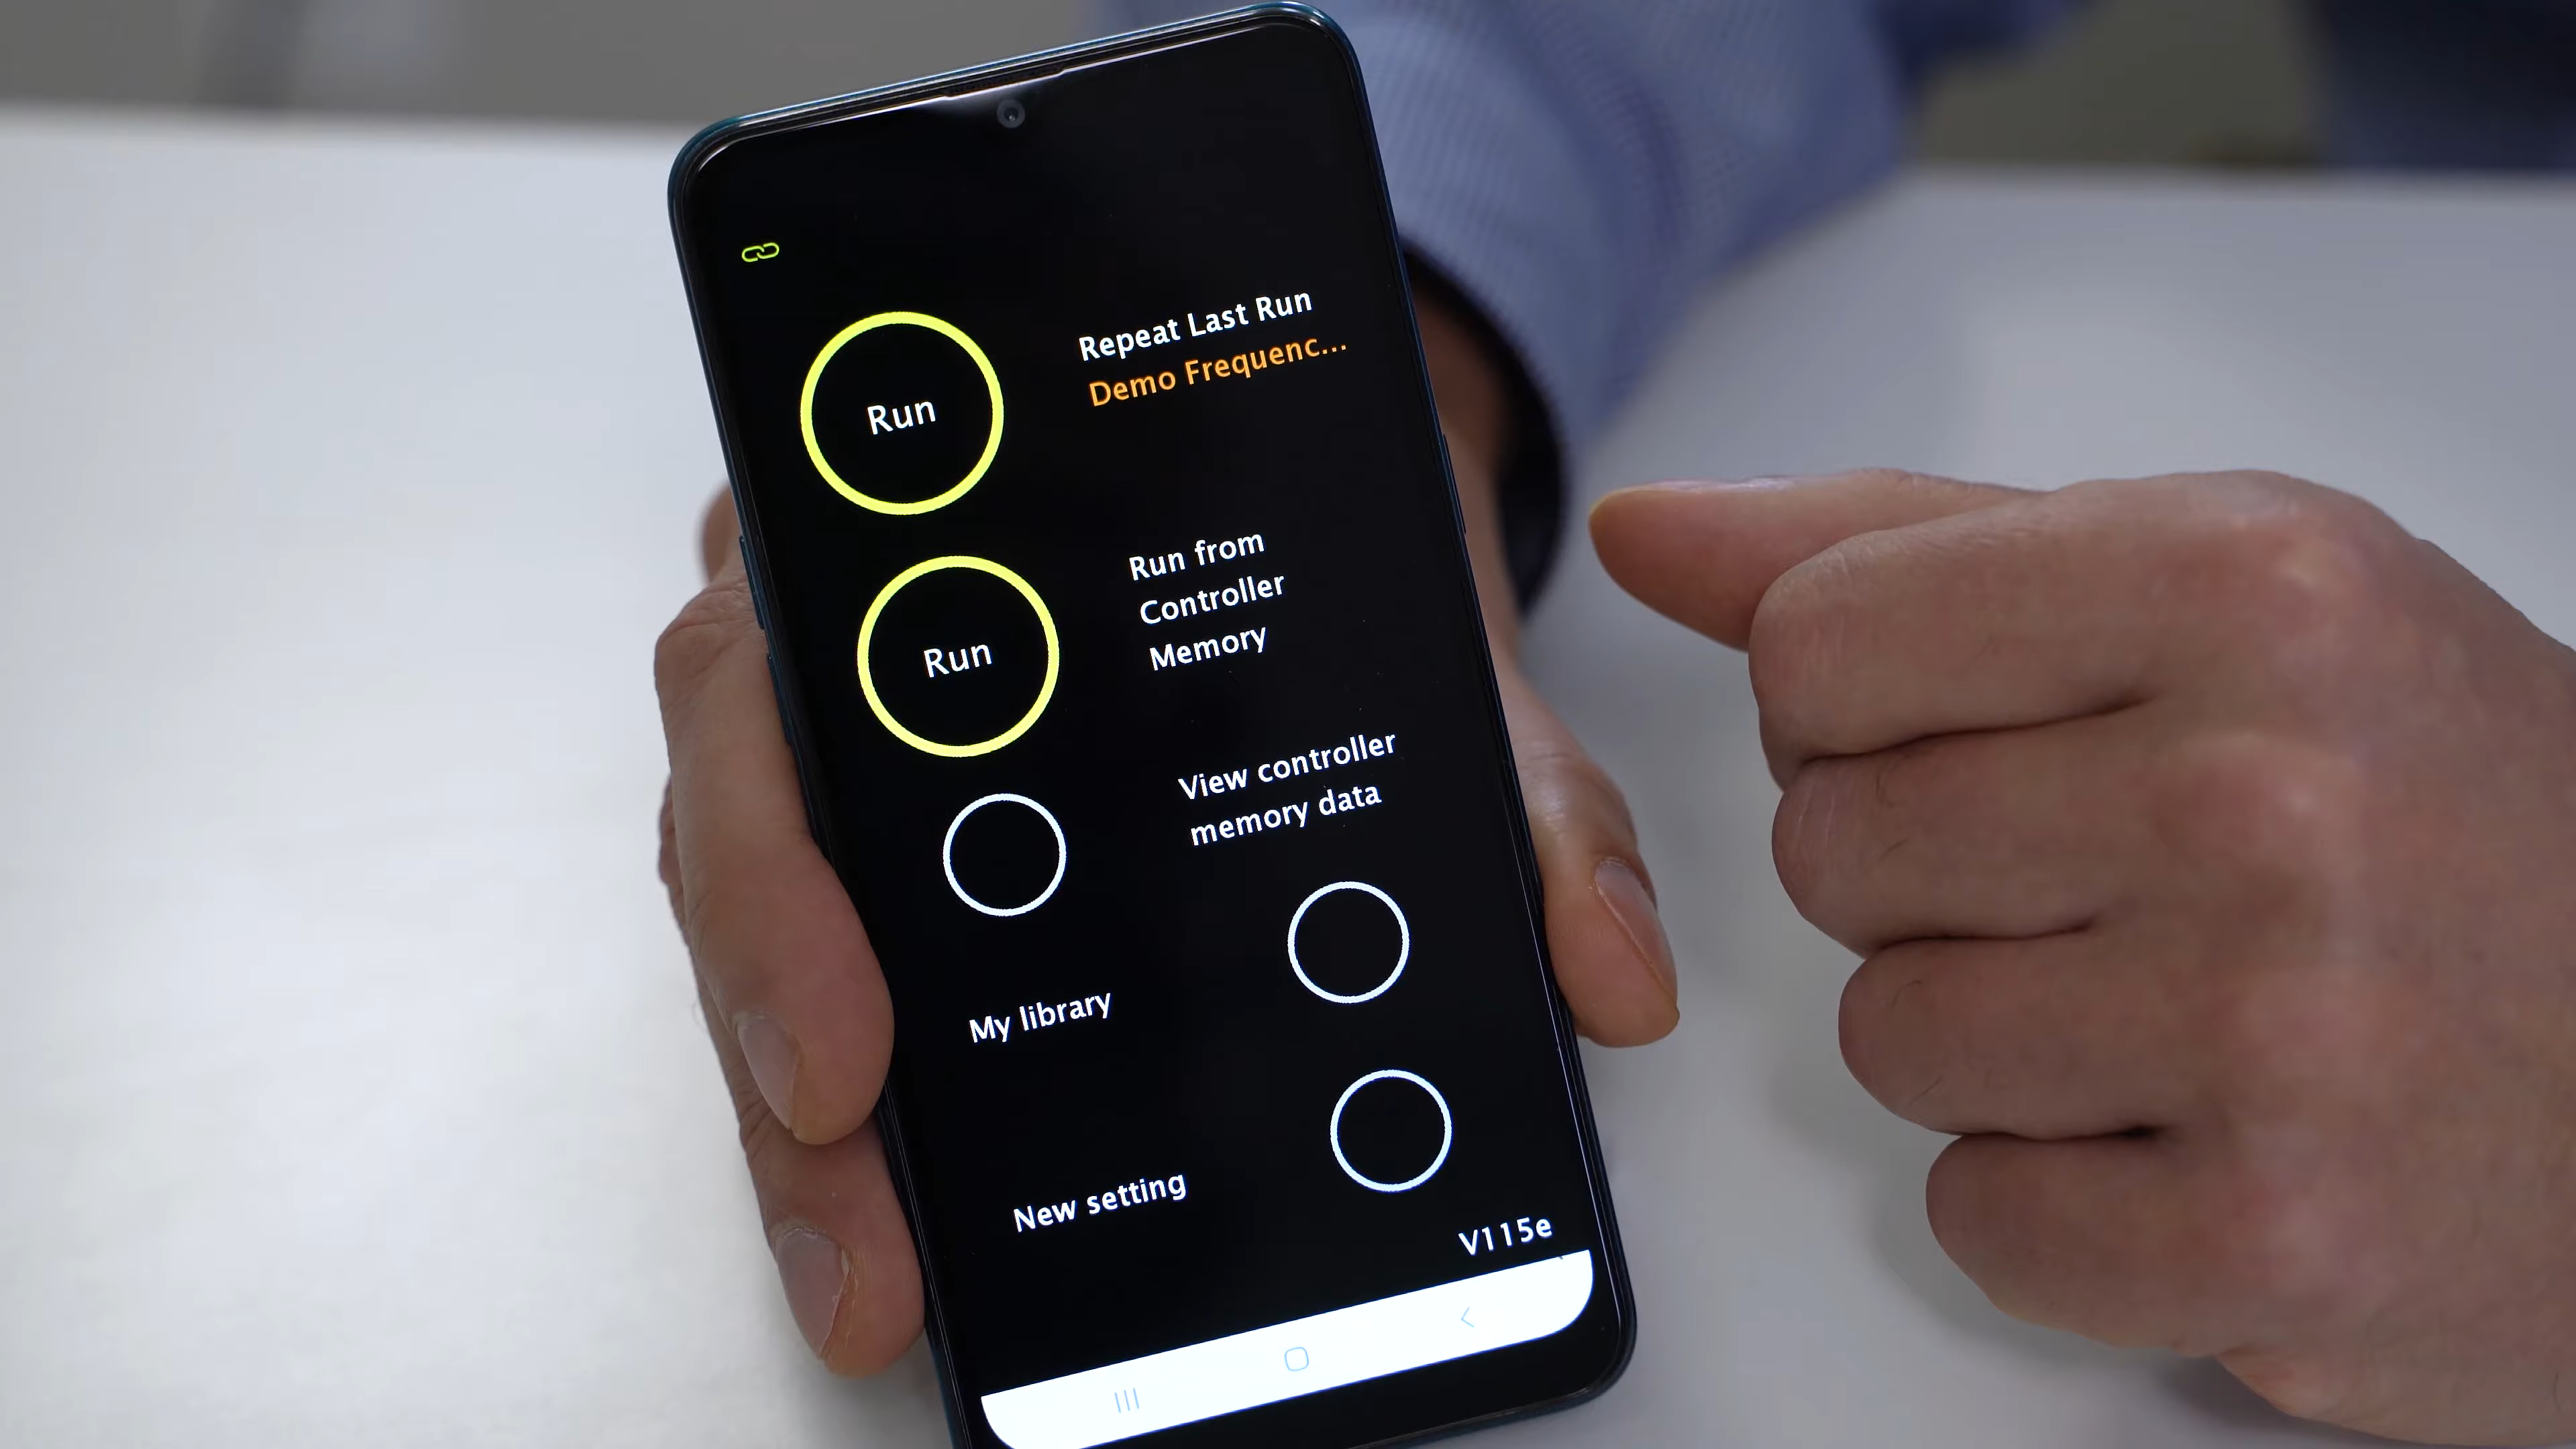 Repeat Last Run
Demo Frequenc...
Run
Run from
Controller
Memory
Run
View controller
memory data
My library
New setting
V115e